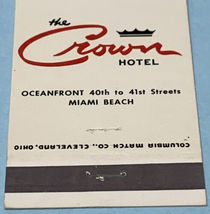 the
Crown
HOTEL
OCEANFRONT 40th to 41st Streets
MIAMI BEACH
COLUMBIA MATCH CO., CLEVELAND, OHIO